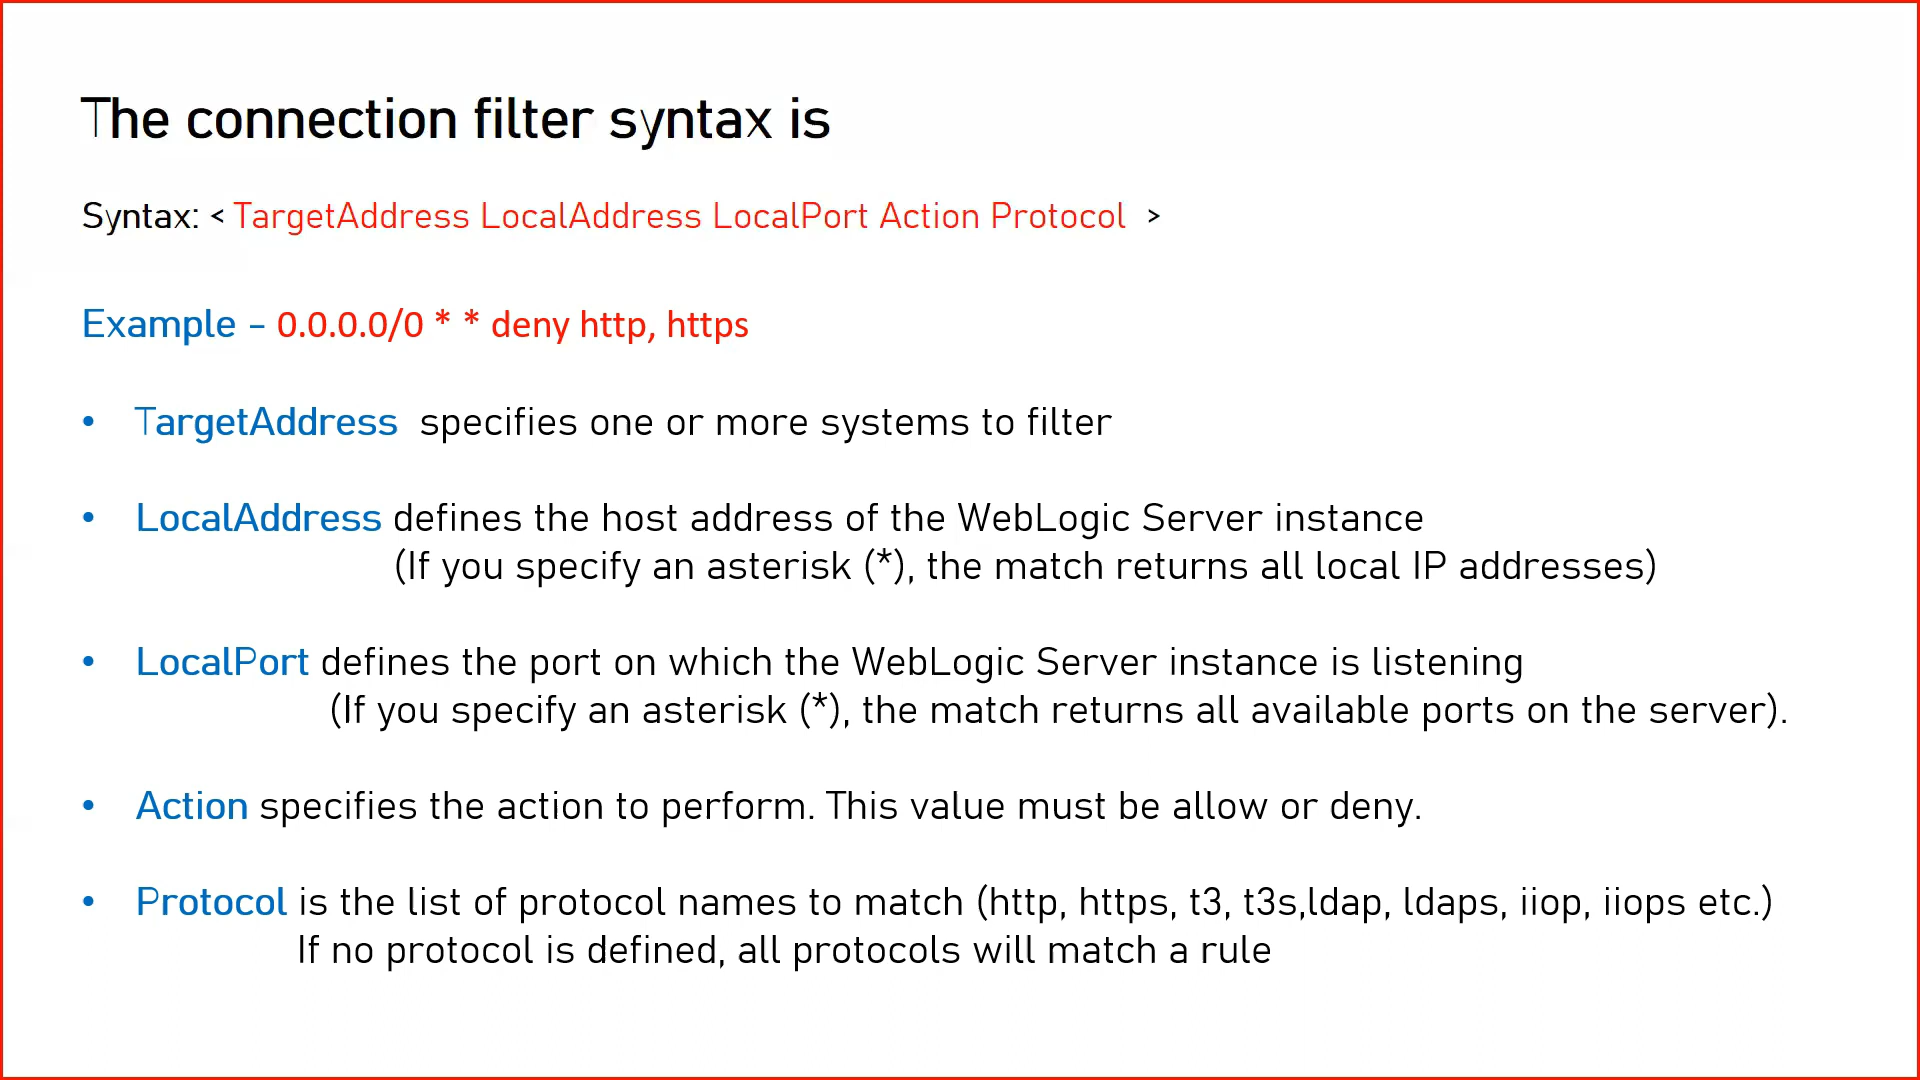 The connection filter syntax is
Syntax: < TargetAddress LocalAddress LocalPort Action Protocol >
Example – 0.0.0.0/0 * * deny http, https
• TargetAddress specifies one or more systems to filter
• LocalAddress defines the host address of the WebLogic Server instance
(If you specify an asterisk (*), the match returns all local IP addresses)
• LocalPort defines the port on which the WebLogic Server instance is listening
(If you specify an asterisk (*), the match returns all available ports on the server).
• Action specifies the action to perform. This value must be allow or deny.
• Protocol is the list of protocol names to match (http, https, t3, t3s,ldap, ldaps, iiop, iiops etc.)
If no protocol is defined, all protocols will match a rule